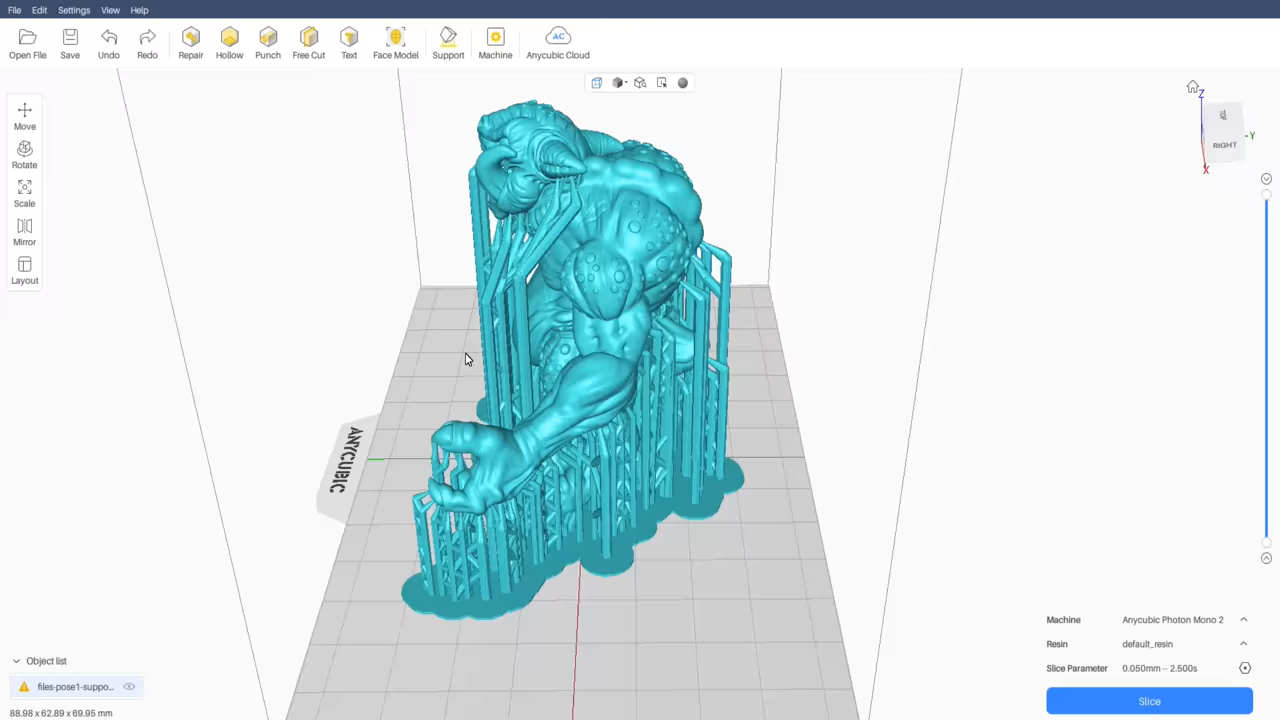 File Edit Settings View Help
Open File Save Undo Redo Repair Hollow Punch Free Cut Text Face Model Support Machine Anycubic Cloud
AC
Move
Rotate
Scale
Mirror
Layout
Z
TOP
Y
RIGHT
X
ANYCUBIC
Machine Anycubic Photon Mono 2
Resin default_resin
Slice Parameter 0.050mm -- 2.500s
Slice
Object list
files-pose1-suppo...
88.98 x 62.89 x 69.95 mm